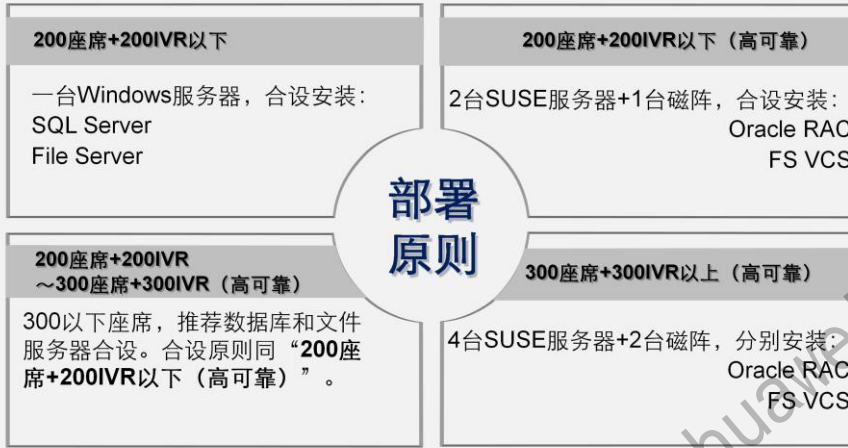 200座席+200IVR以下
一台Windows服务器，合设安装：
SQL Server
File Server
200座席+200IVR以下（高可靠）
2台SUSE服务器+1台磁阵，合设安装：
Oracle RAC
FS VCS
部署
原则
200座席+200IVR
～300座席+300IVR（高可靠）
300以下座席，推荐数据库和文件
服务器合设。合设原则同“200座
席+200IVR以下（高可靠）”。
300座席+300IVR以上（高可靠）
4台SUSE服务器+2台磁阵，分别安装：
Oracle RAC
FS VCS
huawei